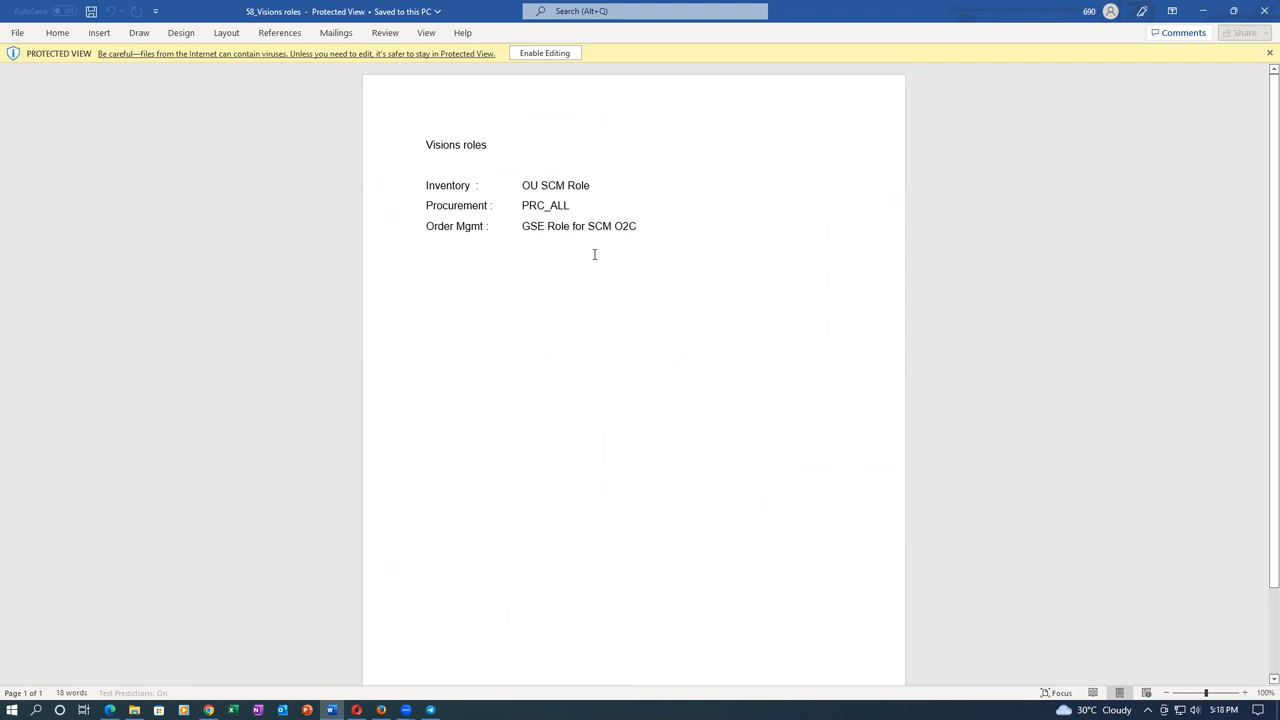 AutoSave Off 58_Visions roles - Protected View • Saved to this PC Search (Alt+Q) 690
File Home Insert Draw Design Layout References Mailings Review View Help Comments Share
PROTECTED VIEW Be careful—files from the Internet can contain viruses. Unless you need to edit, it's safer to stay in Protected View. Enable Editing
Visions roles
Inventory : OU SCM Role
Procurement : PRC_ALL
Order Mgmt : GSE Role for SCM O2C
Page 1 of 1 18 words Text Predictions: On Focus 100%
30°C Cloudy 5:18 PM